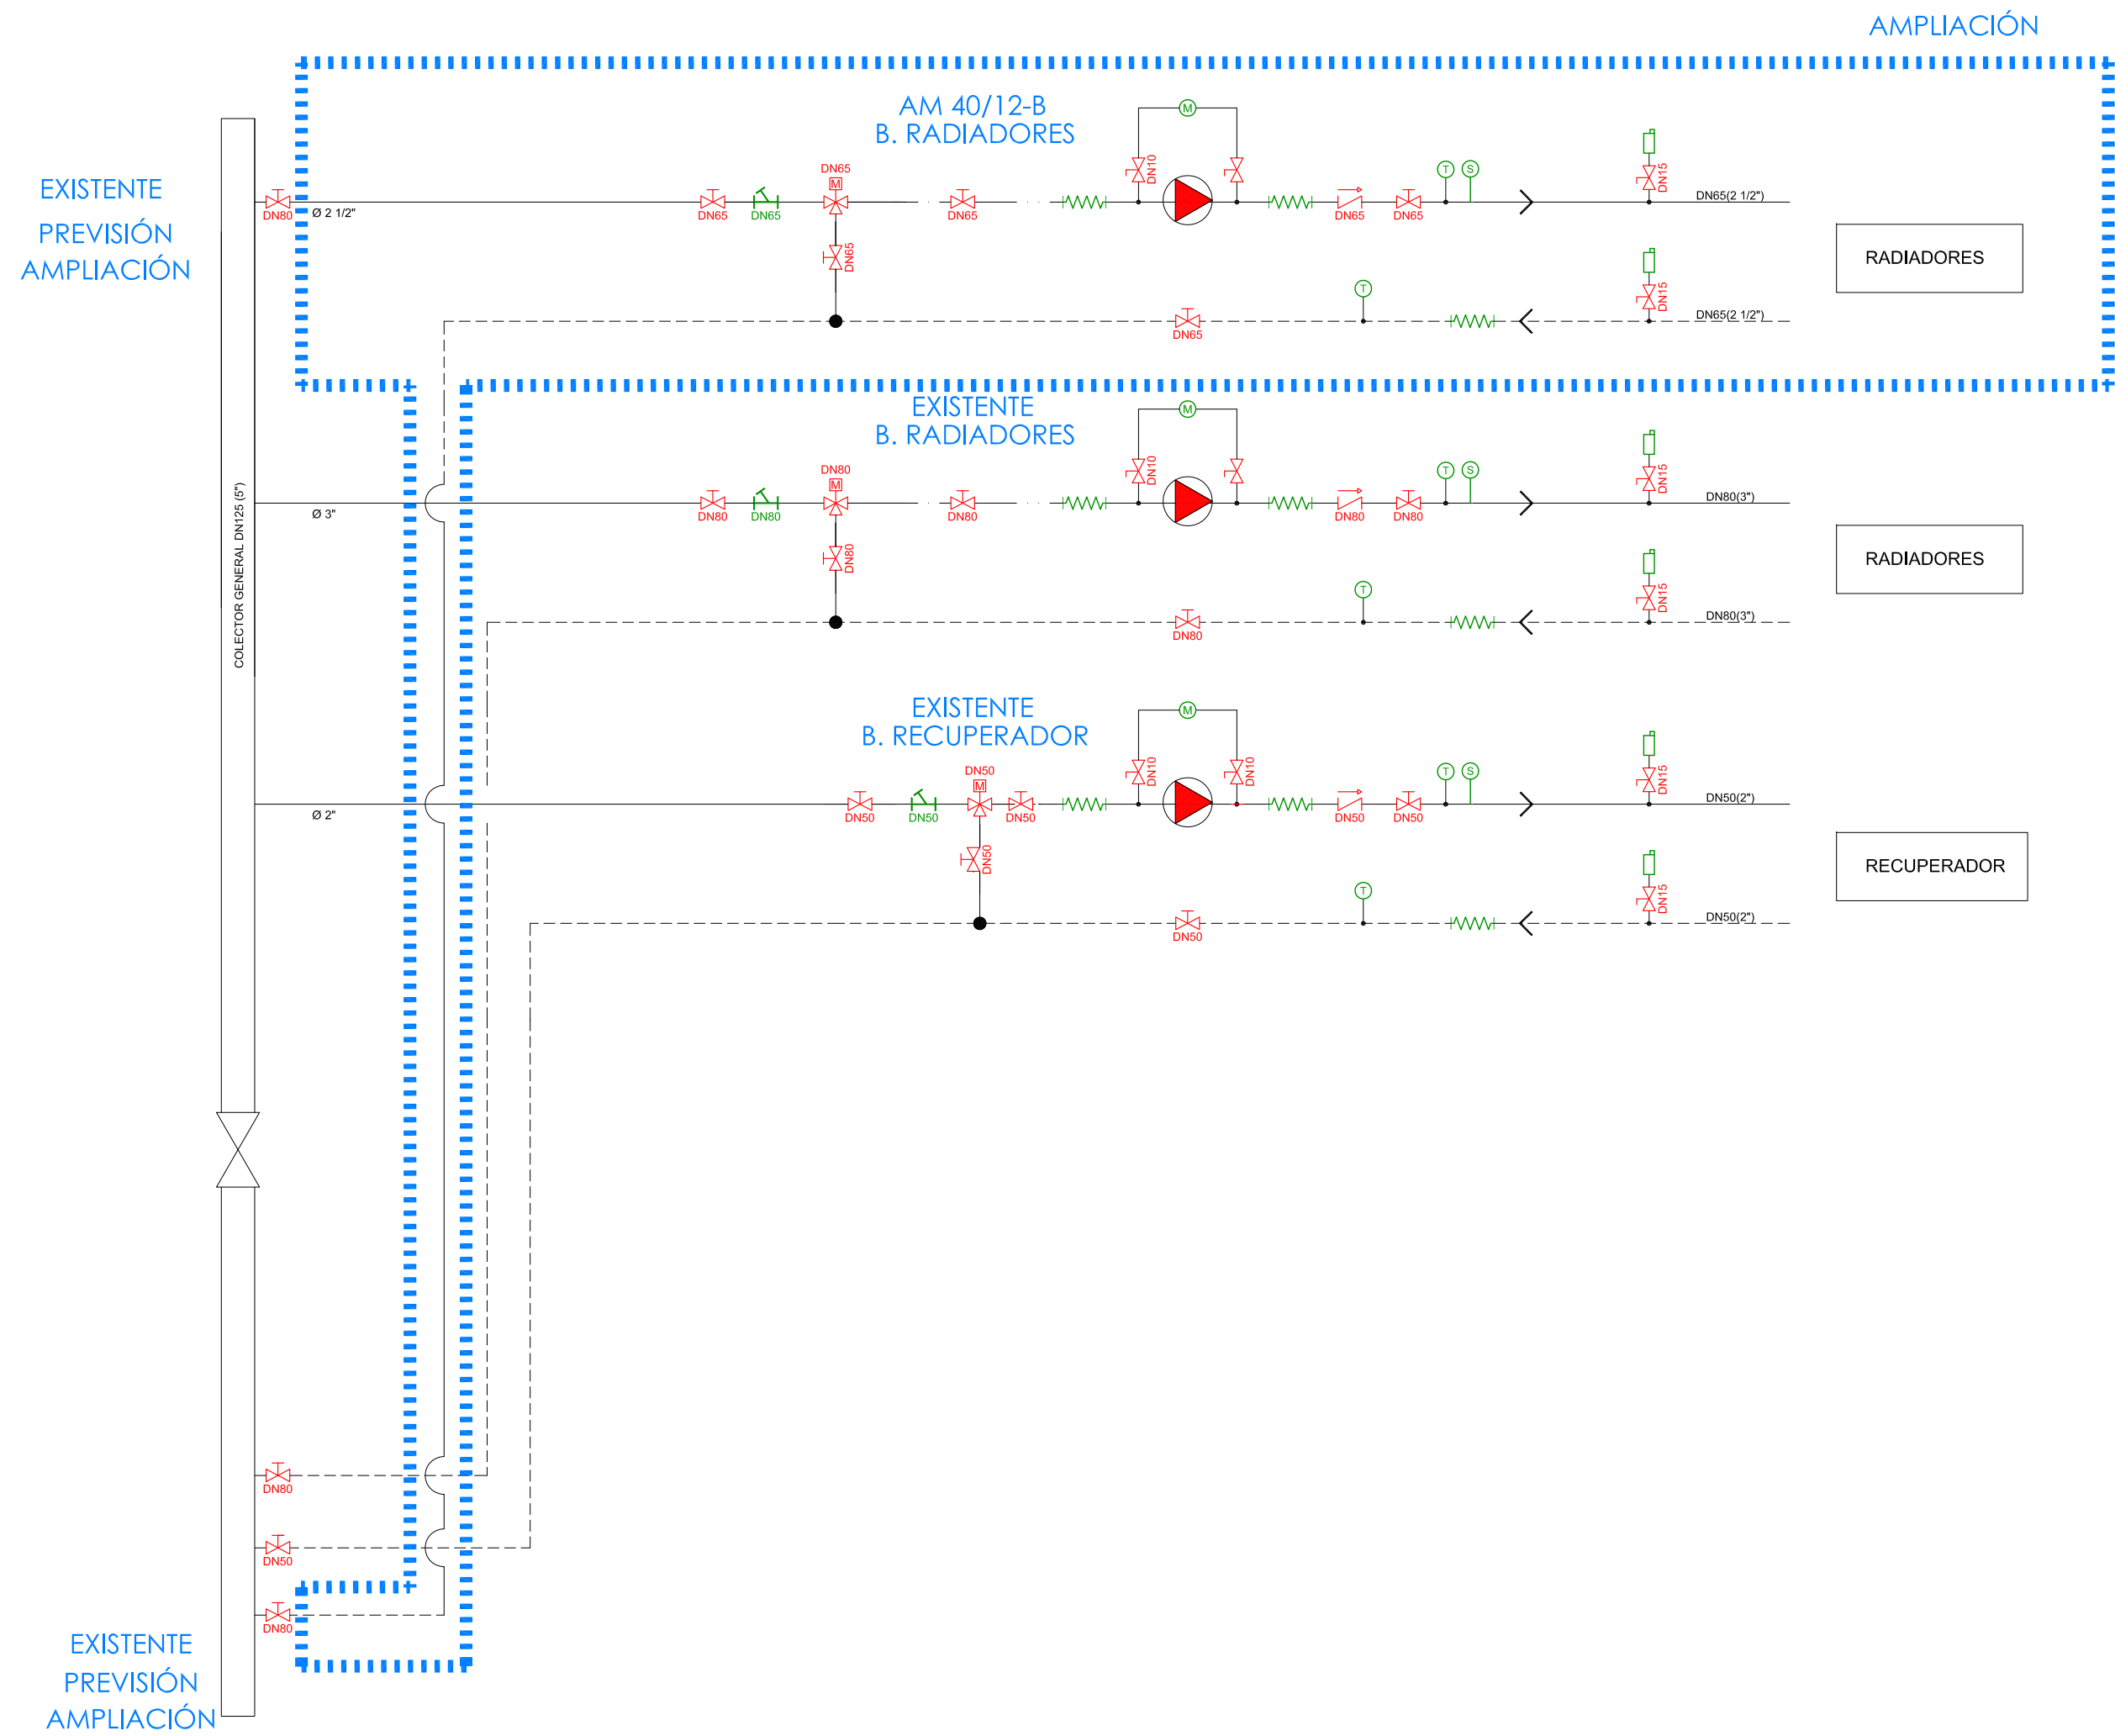 AMPLIACIÓN
AM 40/12-B
B. RADIADORES
EXISTENTE
PREVISIÓN
AMPLIACIÓN
M
DN10
DN15
DN65
M
T
S
DN80
Ø 2 1/2"
DN65
DN65
DN65
DN65
DN65
DN65(2 1/2")
DN65
RADIADORES
DN15
T
DN65
DN65(2 1/2")
EXISTENTE
B. RADIADORES
M
DN10
DN15
DN80
M
T
S
Ø 3"
DN80
DN80
DN80
DN80
DN80
DN80(3")
DN80
RADIADORES
DN15
T
DN80
DN80(3")
COLECTOR GENERAL DN125 (5")
EXISTENTE
B. RECUPERADOR
M
DN10
DN10
DN15
DN50
M
T
S
Ø 2"
DN50
DN50
DN50
DN50
DN50
DN50(2")
DN50
RECUPERADOR
DN15
T
DN50
DN50(2")
DN80
DN50
DN80
EXISTENTE
PREVISIÓN
AMPLIACIÓN